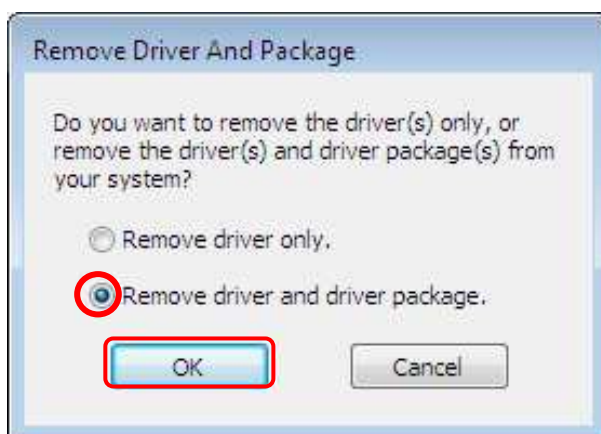 Remove Driver And Package
Do you want to remove the driver(s) only, or
remove the driver(s) and driver package(s) from
your system?
Remove driver only.
Remove driver and driver package.
OK
Cancel